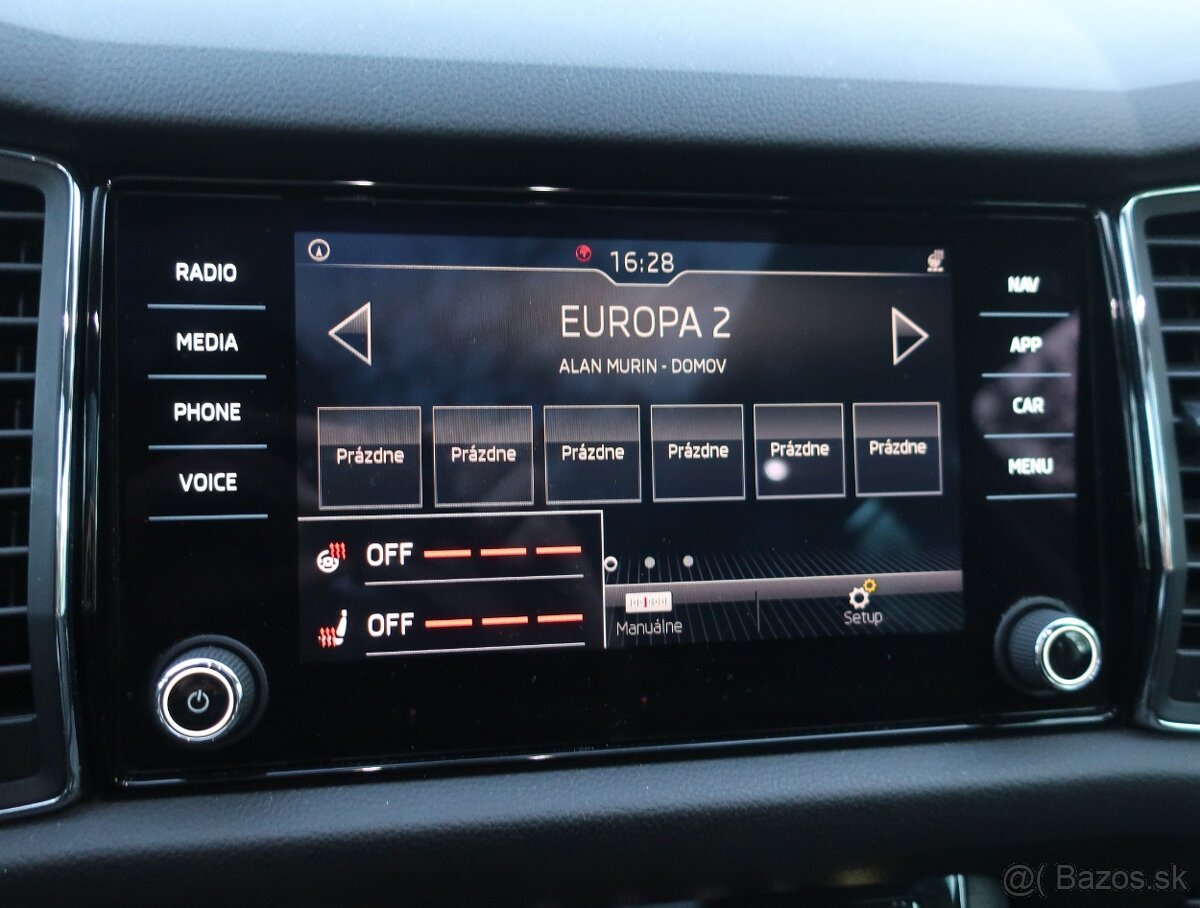 16:28
RADIO
MEDIA
PHONE
VOICE
EUROPA 2
ALAN MURIN - DOMOV
Prázdne Prázdne Prázdne Prázdne Prázdne Prázdne
OFF
OFF
Manuálne
Setup
NAV
APP
CAR
MENU
@( Bazos.sk